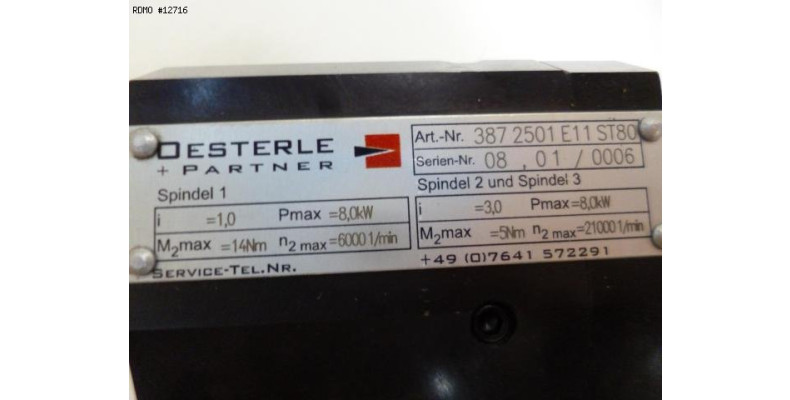 RDMO #12716
OESTERLE
+ PARTNER
Art.-Nr. 387 2501 E11 ST80
Serien-Nr. 08 , 01 / 0006
Spindel 1
i =1,0 Pmax =8,0kW
M2max =14Nm n2 max =6000 1/min
Spindel 2 und Spindel 3
i =3,0 Pmax =8,0kW
M2max =5Nm n2 max =21000 1/min
SERVICE-TEL.NR. +49 (0)7641 572291